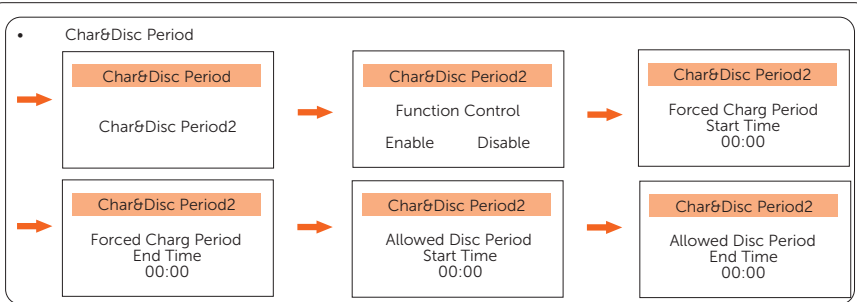 • Char&Disc Period
Char&Disc Period
Char&Disc Period2
Char&Disc Period2
Function Control
Enable Disable
Char&Disc Period2
Forced Charg Period
Start Time
00:00
Char&Disc Period2
Forced Charg Period
End Time
00:00
Char&Disc Period2
Allowed Disc Period
Start Time
00:00
Char&Disc Period2
Allowed Disc Period
End Time
00:00